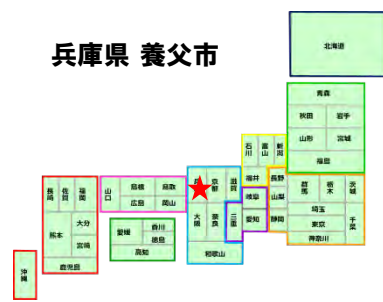 兵庫県 養父市
北海道
青森
秋田 岩手
山形 宮城
福島
石川 富山 新潟
福井 長野
岐阜 山梨
愛知 静岡
群馬 栃木 茨城
埼玉
東京 千葉
神奈川
京都 滋賀
大阪 奈良 三重
和歌山
山口 島根 鳥取
広島 岡山
愛媛 香川
徳島
高知
長崎 佐賀 福岡
熊本 大分
宮崎
鹿児島
沖縄